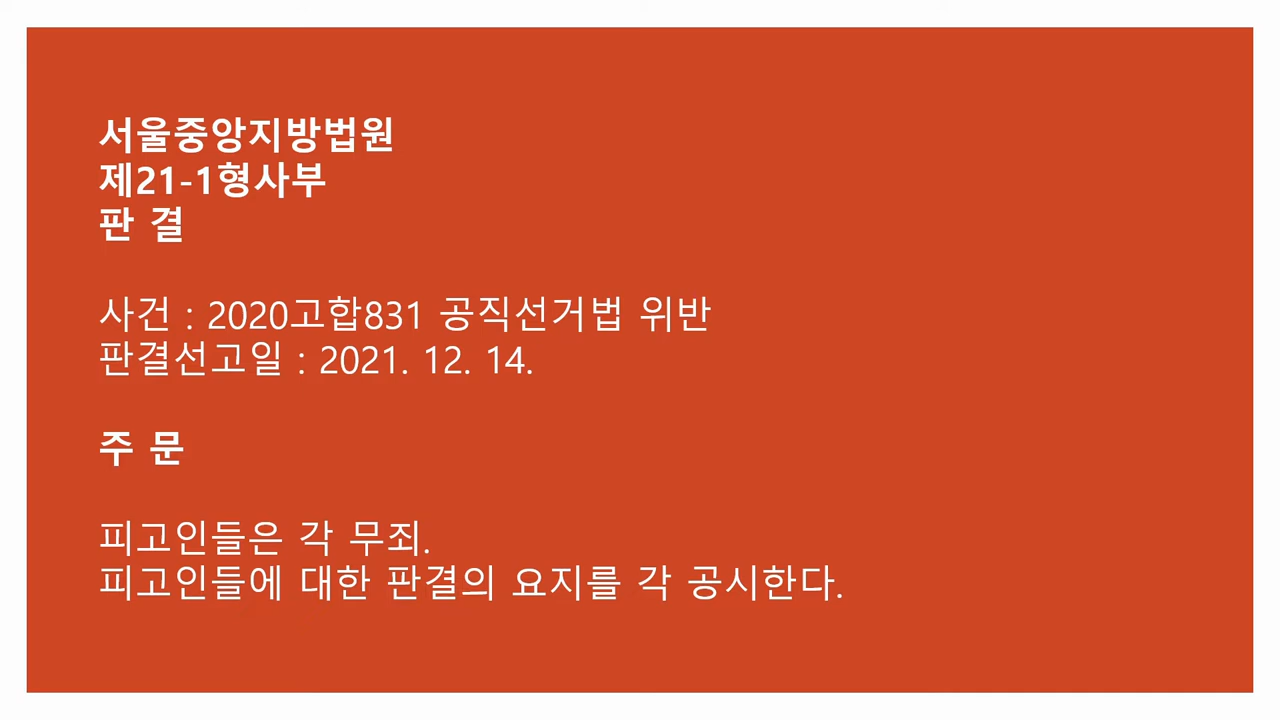 서울중앙지방법원
제21-1형사부
판 결
사건 : 2020고합831 공직선거법 위반
판결선고일 : 2021. 12. 14.
주 문
피고인들은 각 무죄.
피고인들에 대한 판결의 요지를 각 공시한다.